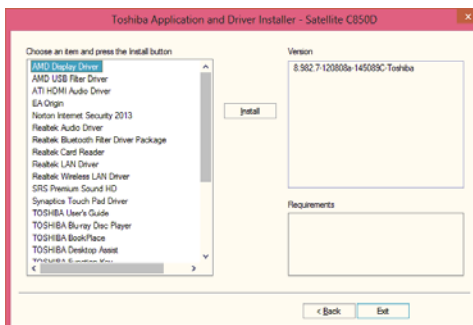 Toshiba Application and Driver Installer - Satellite C850D
x
Choose an item and press the Install button
AMD Display Driver
AMD USB Filter Driver
ATI HDMI Audio Driver
EA Origin
Norton Internet Security 2013
Realtek Audio Driver
Realtek Bluetooth Filter Driver Package
Realtek Card Reader
Realtek LAN Driver
Realtek Wireless LAN Driver
SRS Premium Sound HD
Synaptics Touch Pad Driver
TOSHIBA User's Guide
TOSHIBA Blu-ray Disc Player
TOSHIBA BookPlace
TOSHIBA Desktop Assist
TOSHIBA Function Key
Install
Version
8.982.7-120808a-145089C-Toshiba
Requirements
< Back
Exit